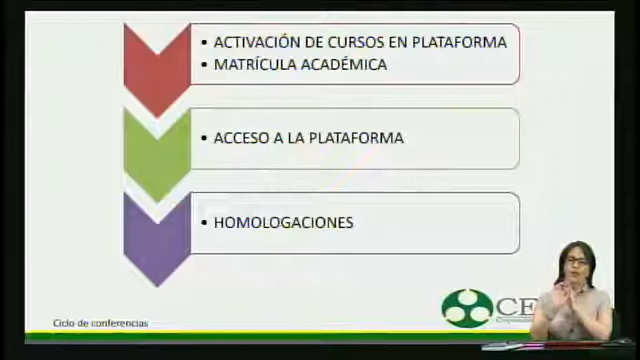 • ACTIVACIÓN DE CURSOS EN PLATAFORMA
• MATRÍCULA ACADÉMICA
• ACCESO A LA PLATAFORMA
• HOMOLOGACIONES
CE
Ciclo de conferencias